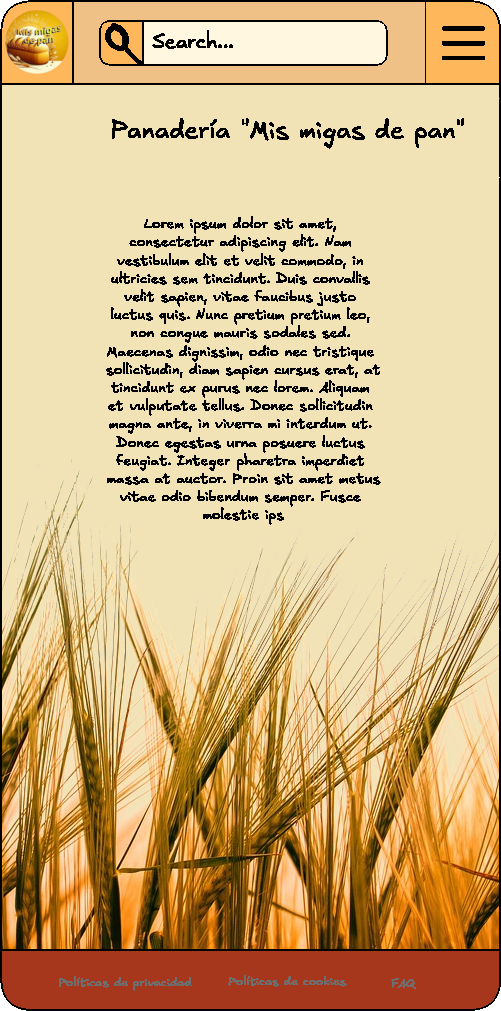 Mis migas
de pan
Search...
Panadería "Mis migas de pan"
Lorem ipsum dolor sit amet,
consectetur adipiscing elit. Nam
vestibulum elit et velit commodo, in
ultricies sem tincidunt. Duis convallis
velit sapien, vitae faucibus justo
luctus quis. Nunc pretium pretium leo,
non congue mauris sodales sed.
Maecenas dignissim, odio nec tristique
sollicitudin, diam sapien cursus erat, at
tincidunt ex purus nec lorem. Aliquam
et vulputate tellus. Donec sollicitudin
magna ante, in viverra mi interdum ut.
Donec egestas urna posuere luctus
feugiat. Integer pharetra imperdiet
massa at auctor. Proin sit amet metus
vitae odio bibendum semper. Fusce
molestie ips
Políticas de privacidad Políticas de cookies FAQ